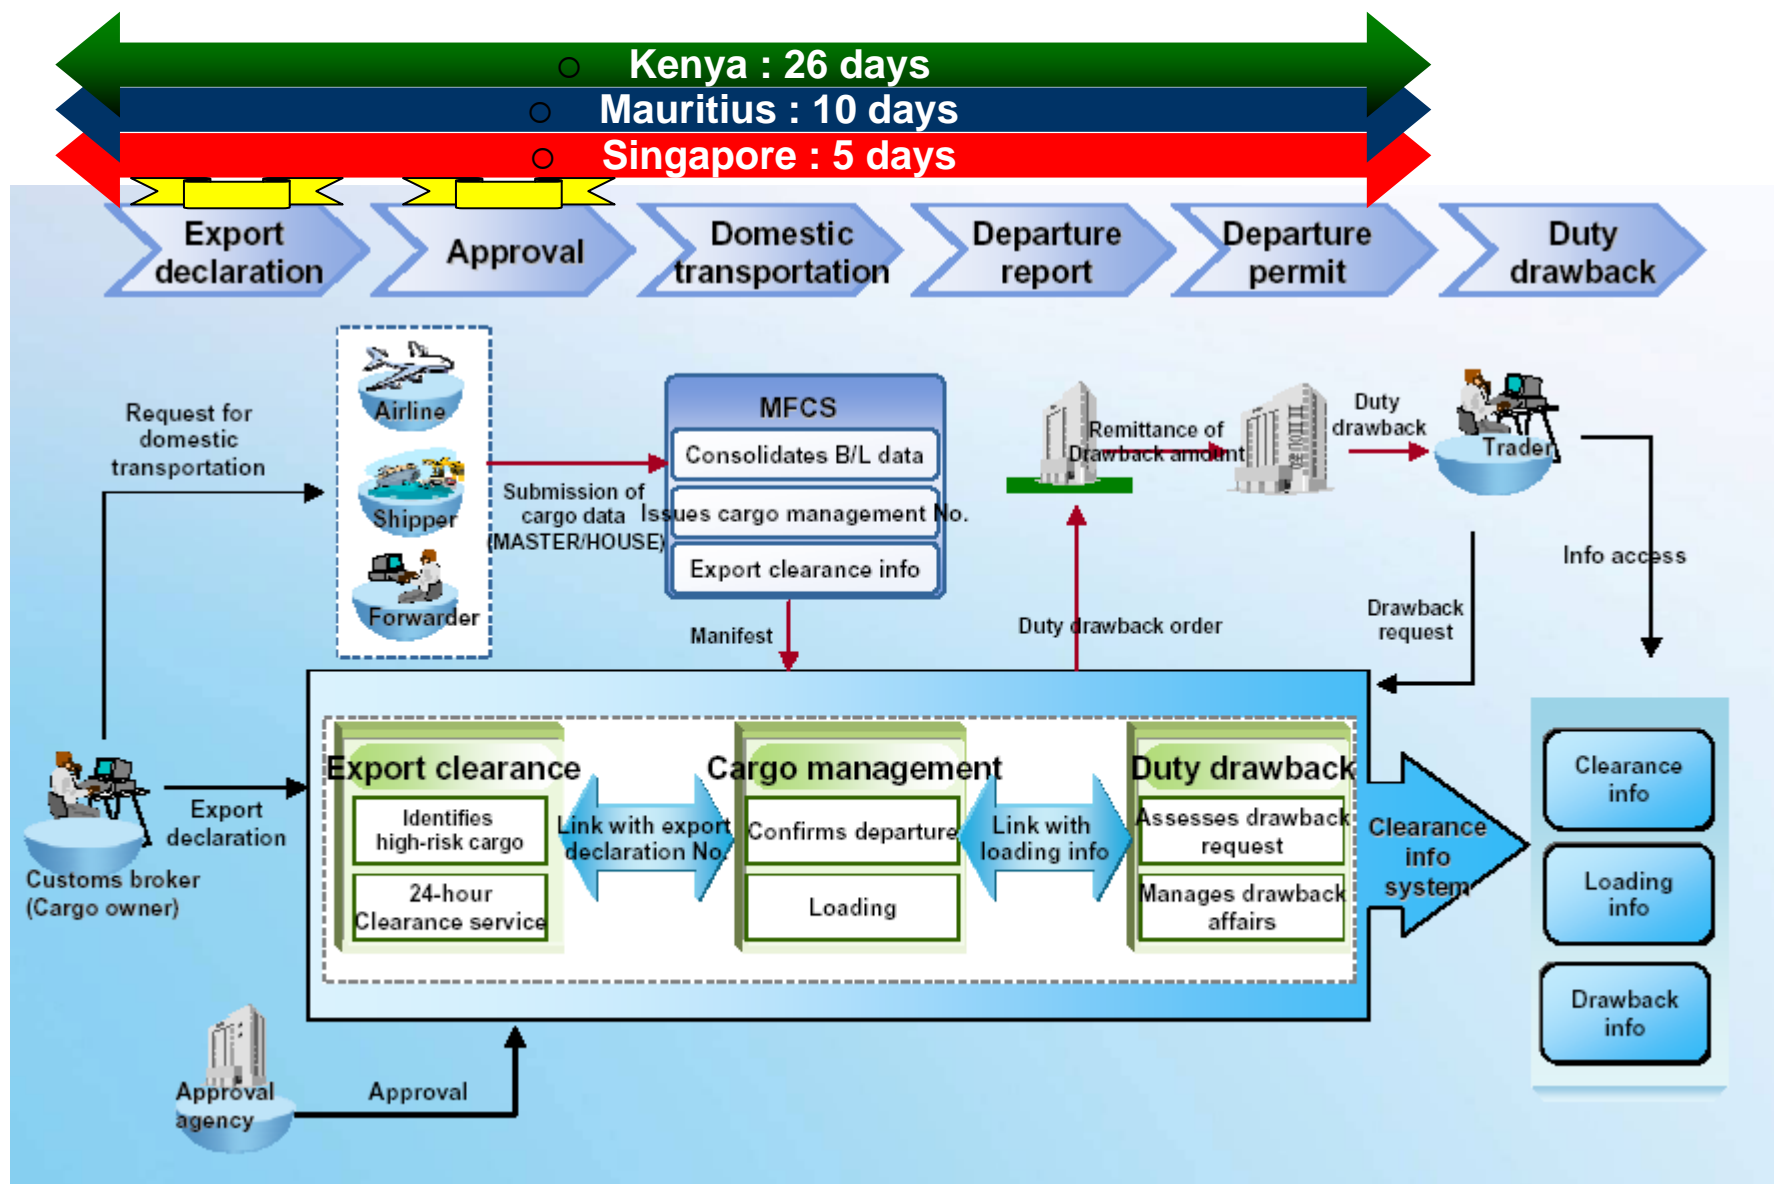 Kenya : 26 days
Mauritius : 10 days
Singapore : 5 days
Export
declaration
Approval
Domestic
transportation
Departure
report
Departure
permit
Duty
drawback
Request for
domestic
transportation
Airline
Shipper
Forwarder
Submission of
cargo data
(MASTER/HOUSE)
MFCS
Consolidates B/L data
Issues cargo management No.
Export clearance info
Manifest
Remittance of
Drawback amount
Duty
drawback
Trader
Duty drawback order
Drawback
request
Info access
Customs broker
(Cargo owner)
Export
declaration
Export clearance
Identifies
high-risk cargo
24-hour
Clearance service
Link with export
declaration No.
Cargo management
Confirms departure
Loading
Link with
loading info
Duty drawback
Assesses drawback
request
Manages drawback
affairs
Clearance
info
system
Clearance
info
Loading
info
Drawback
info
Approval
agency
Approval